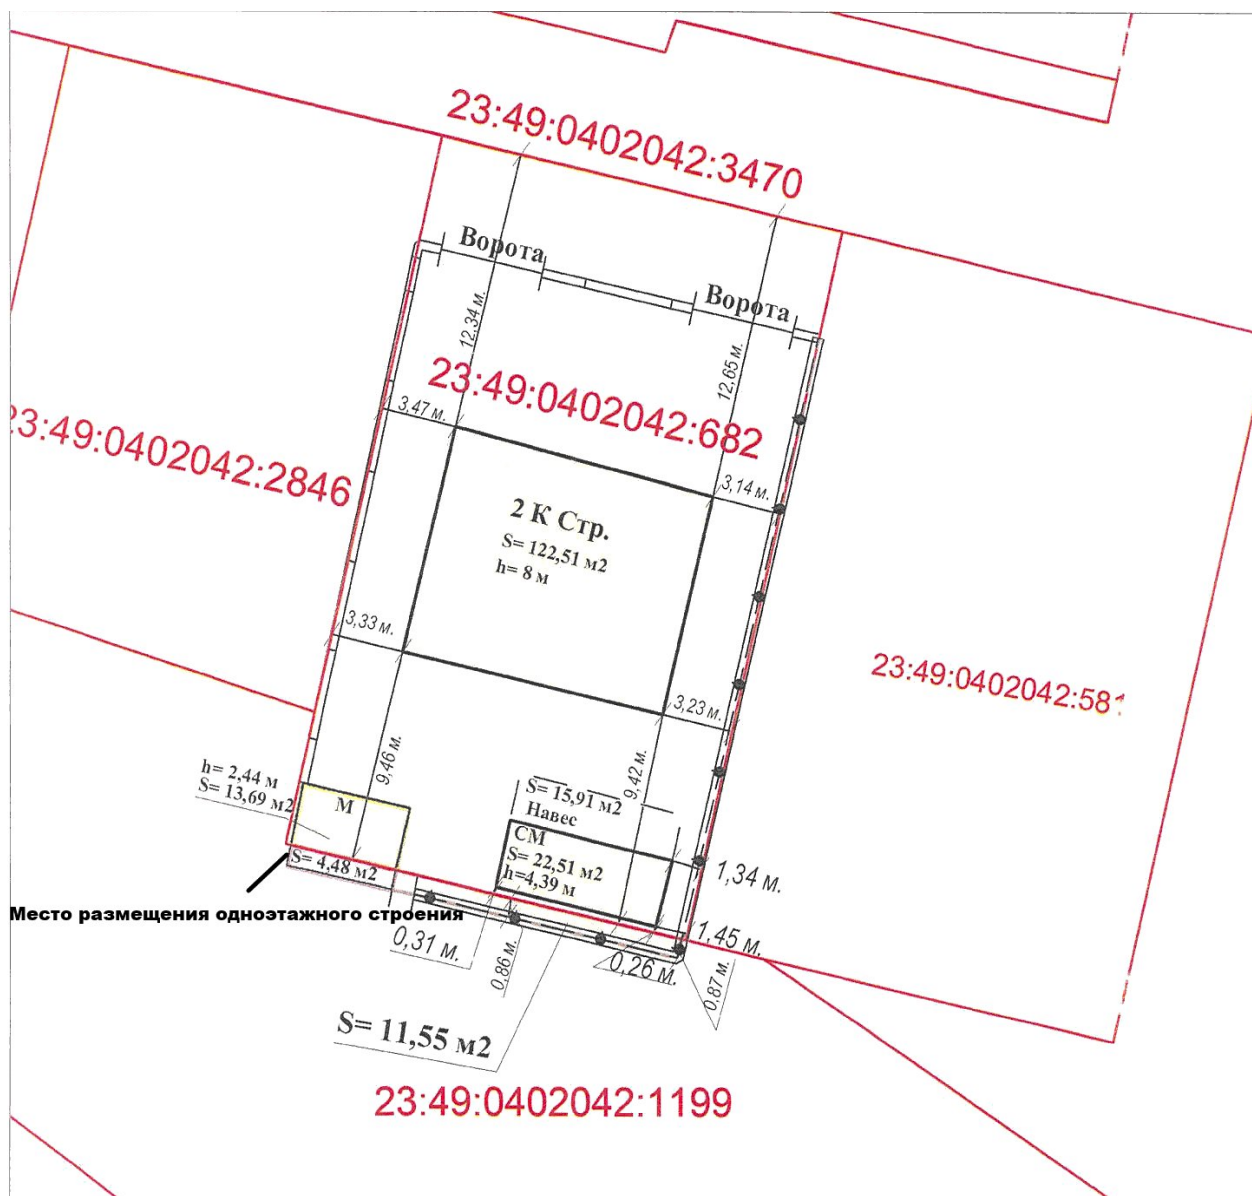 23:49:0402042:3470
Ворота
Ворота
12,34 м.
12,65 м.
23:49:0402042:682
3,47 м.
23:49:0402042:2846
3,14 м.
2 К Стр.
S= 122,51 м2
h= 8 м
3,33 м.
23:49:0402042:581
3,23 м.
9,46 м.
9,42 м.
h= 2,44 м
S= 13,69 м2
М
S= 15,91 м2
Навес
СМ
S= 22,51 м2
h=4,39 м
S= 4,48 м2
1,34 м.
Место размещения одноэтажного строения
0,31 м.
1,45 м.
0,86 м.
0,26 м.
0,87 м.
S= 11,55 м2
23:49:0402042:1199